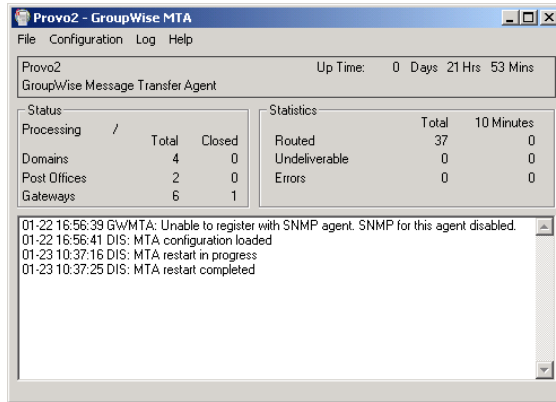 Provo2 - GroupWise MTA
File Configuration Log Help
Provo2 Up Time: 0 Days 21 Hrs 53 Mins
GroupWise Message Transfer Agent
Status
Processing /
Total Closed
Domains 4 0
Post Offices 2 0
Gateways 6 1
Statistics
Total 10 Minutes
Routed 37 0
Undeliverable 0 0
Errors 0 0
01-22 16:56:39 GWMTA: Unable to register with SNMP agent. SNMP for this agent disabled.
01-22 16:56:41 DIS: MTA configuration loaded
01-23 10:37:16 DIS: MTA restart in progress
01-23 10:37:25 DIS: MTA restart completed